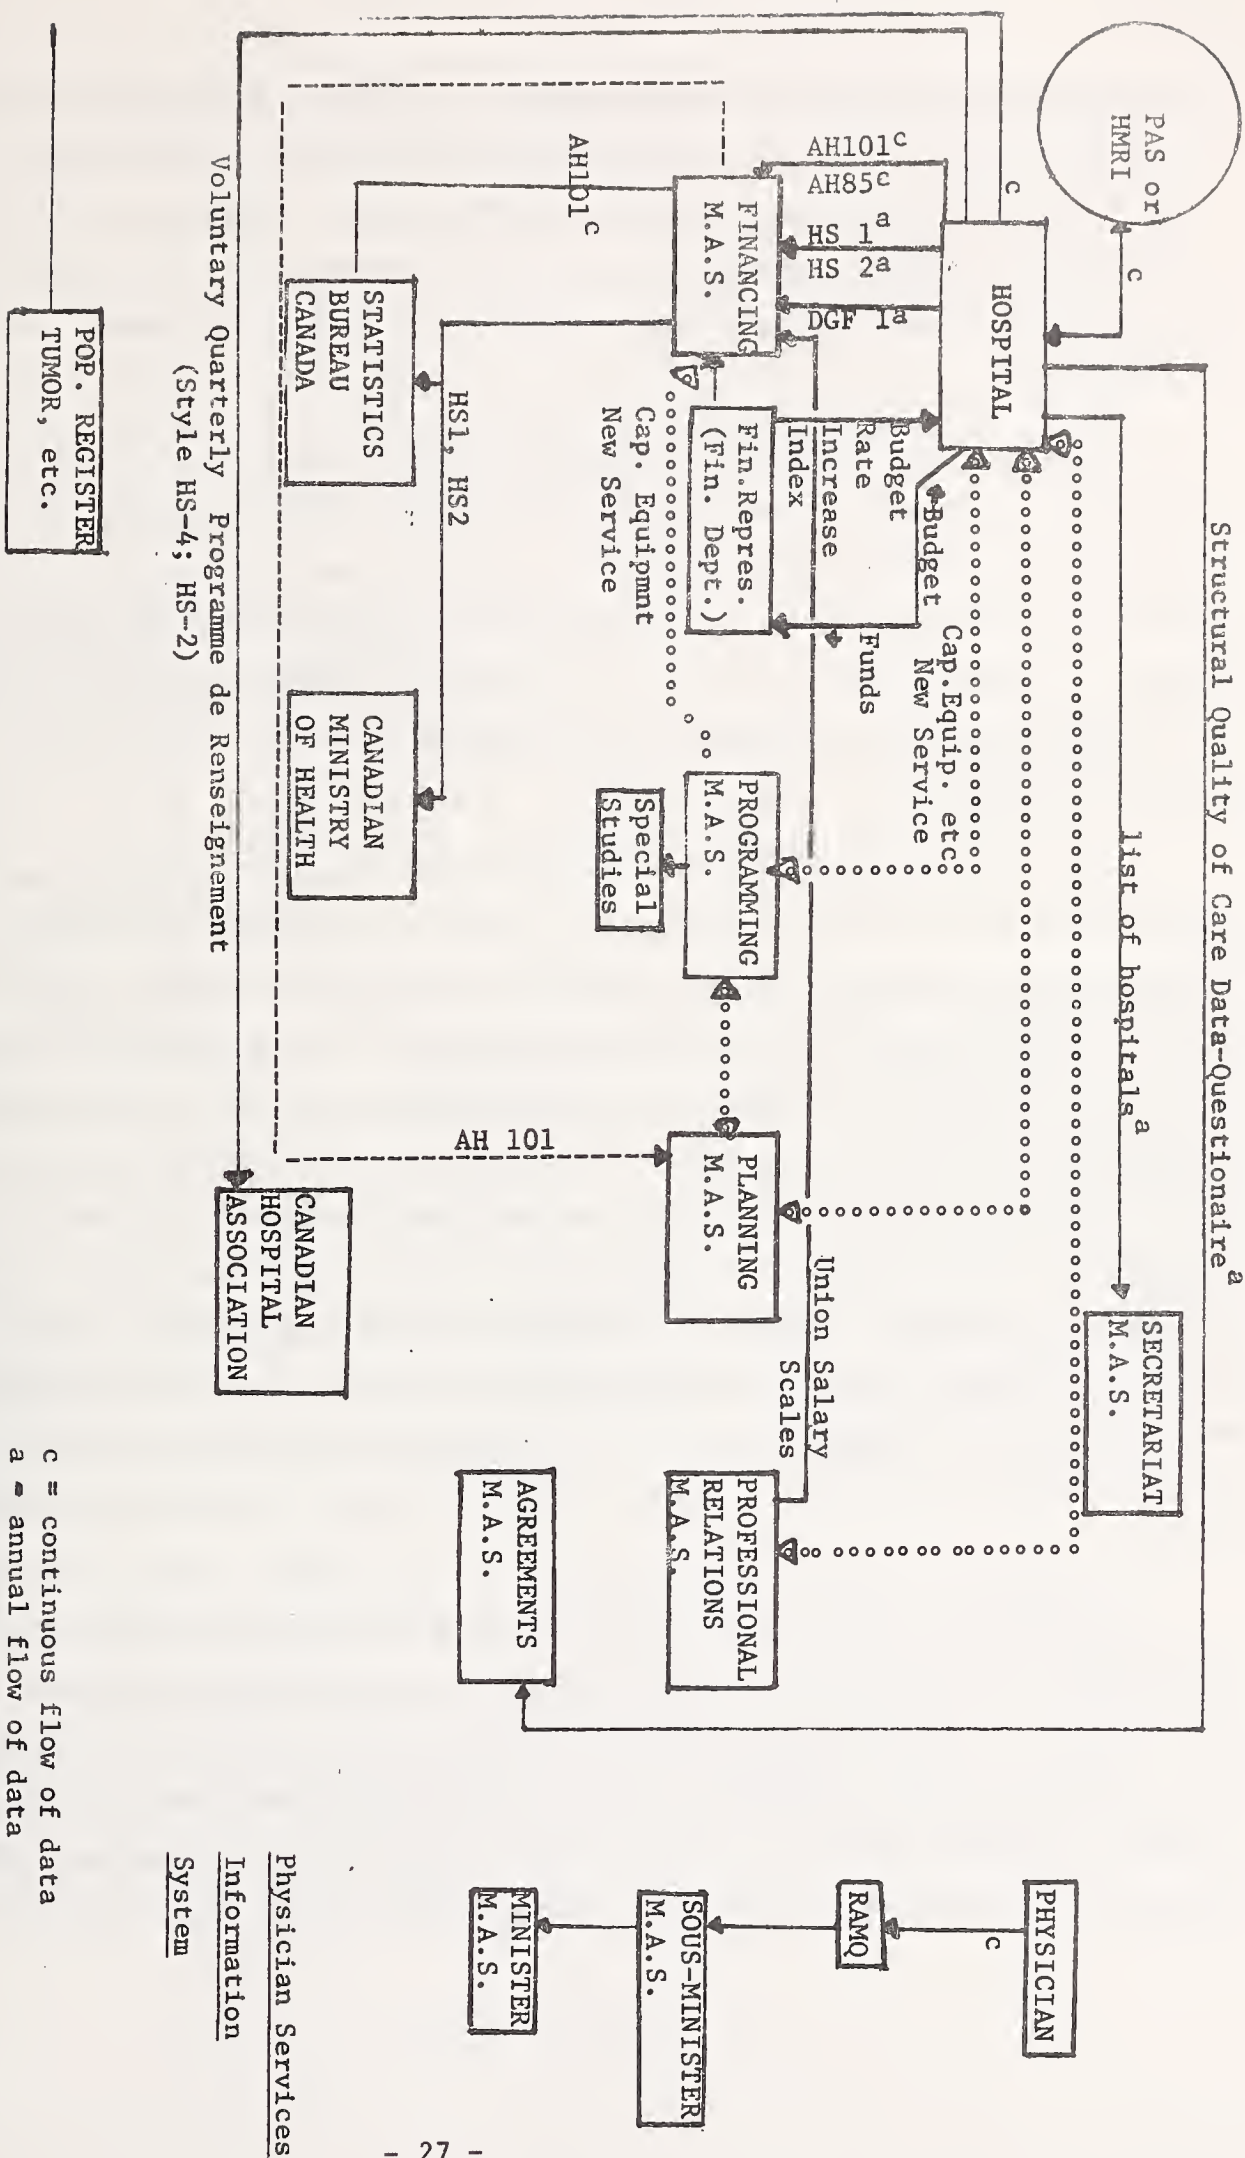 Structural Quality of Care Data-Questionaire a
list of hospitals a
PAS or
HMRI
c
c
HOSPITAL
SECRETARIAT
M.A.S.
PHYSICIAN
c
AH101 c
AH85 c
HS 1 a
HS 2 a
DGF 1 a
Budget
Rate
Increase
Index
Budget
Funds
Cap.Equip. etc.
New Service
Union Salary
Scales
RAMQ
FINANCING
M.A.S.
Fin.Repres.
(Fin. Dept.)
PROGRAMMING
M.A.S.
PLANNING
M.A.S.
PROFESSIONAL
RELATIONS
M.A.S.
SOUS-MINISTER
M.A.S.
Cap. Equipmnt
New Service
Special
Studies
AH101 c
HS1, HS2
AH 101
AGREEMENTS
M.A.S.
MINISTER
M.A.S.
STATISTICS
BUREAU
CANADA
CANADIAN
MINISTRY
OF HEALTH
CANADIAN
HOSPITAL
ASSOCIATION
Physician Services
Information
System
Voluntary Quarterly Programme de Renseignement
(Style HS-4; HS-2)
POP. REGISTER
TUMOR, etc.
c = continuous flow of data
a = annual flow of data
- 27 -